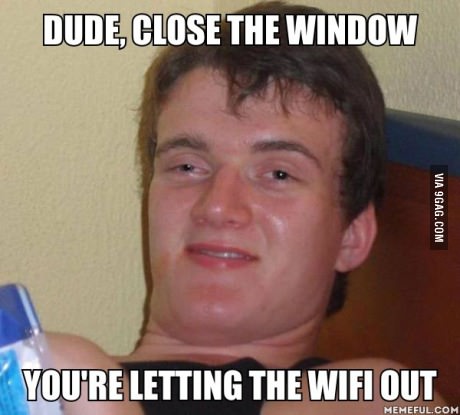 DUDE, CLOSE THE WINDOW
VIA 9GAG.COM
YOU'RE LETTING THE WIFI OUT
MEMEFUL.COM